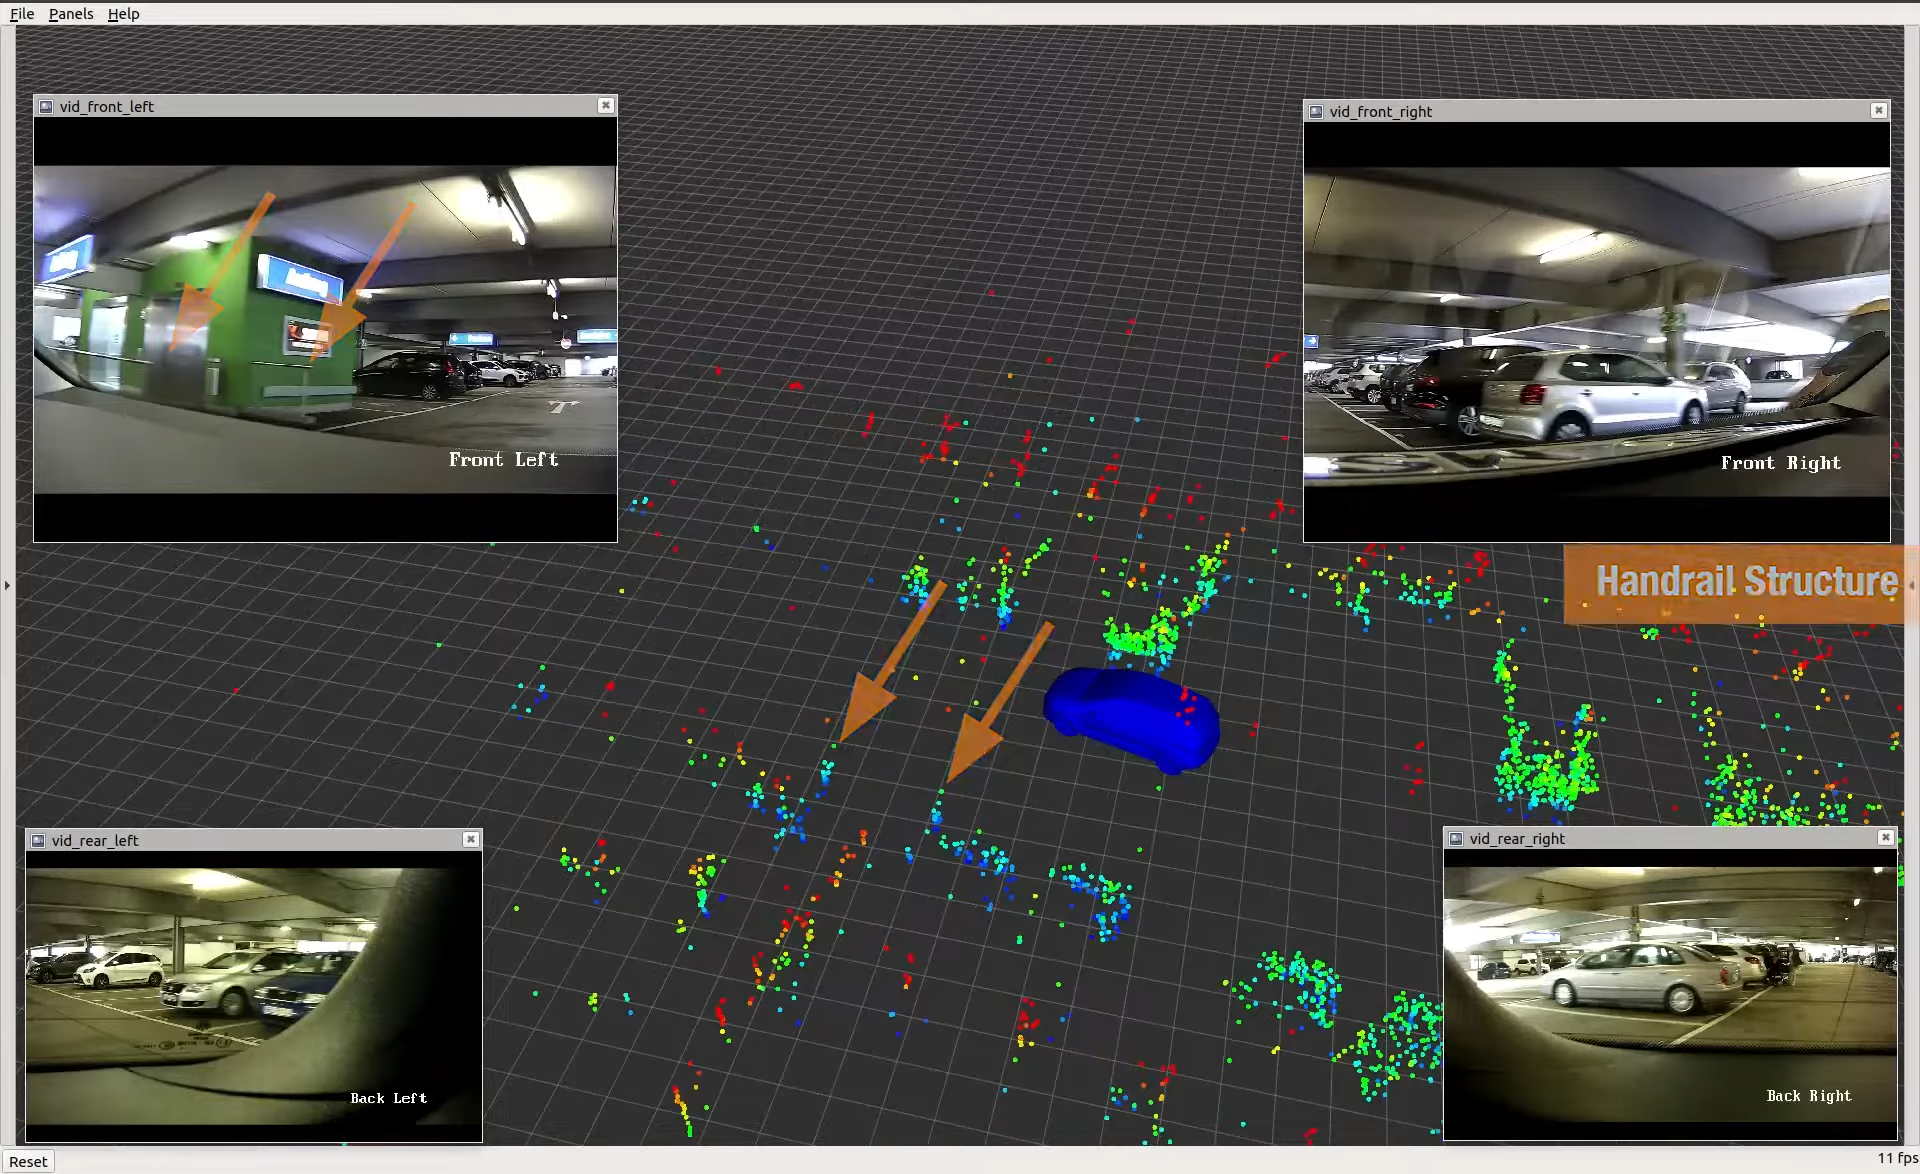 File Panels Help
vid_front_left
vid_front_right
Front Left
Front Right
Handrail Structure
vid_rear_left
vid_rear_right
Back Left
Back Right
Reset
11 fps